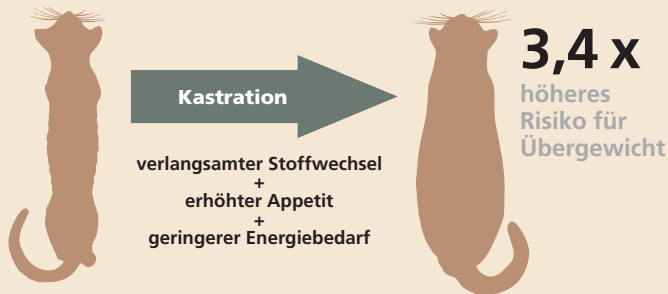 Kastration
verlangsamter Stoffwechsel
+
erhöhter Appetit
+
geringerer Energiebedarf
3,4 x
höheres
Risiko für
Übergewicht